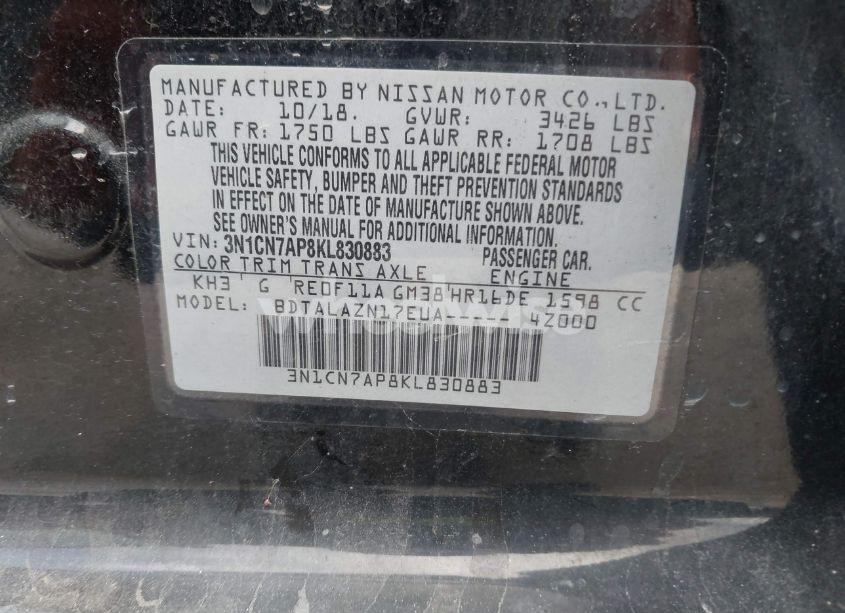 MANUFACTURED BY NISSAN MOTOR CO.,LTD.
DATE: 10/18. GVWR: 3426 LBS
GAWR FR: 1750 LBS GAWR RR: 1708 LBS
THIS VEHICLE CONFORMS TO ALL APPLICABLE FEDERAL MOTOR
VEHICLE SAFETY, BUMPER AND THEFT PREVENTION STANDARDS
IN EFFECT ON THE DATE OF MANUFACTURE SHOWN ABOVE.
SEE OWNER'S MANUAL FOR ADDITIONAL INFORMATION.
VIN: 3N1CN7AP8KL830883 PASSENGER CAR.
COLOR TRIM TRANS AXLE ENGINE
KH3 G RE0F11A GM38 HR16DE 1598 CC
MODEL: BDTALAZN17EUA-----4Z000
3N1CN7AP8KL830883